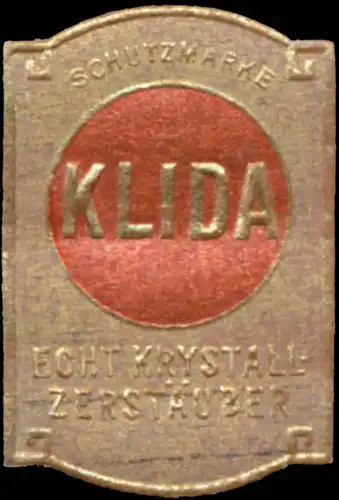 SCHUTZMARKE
KLIDA
ECHT KRYSTALL-
ZERSTÄUBER